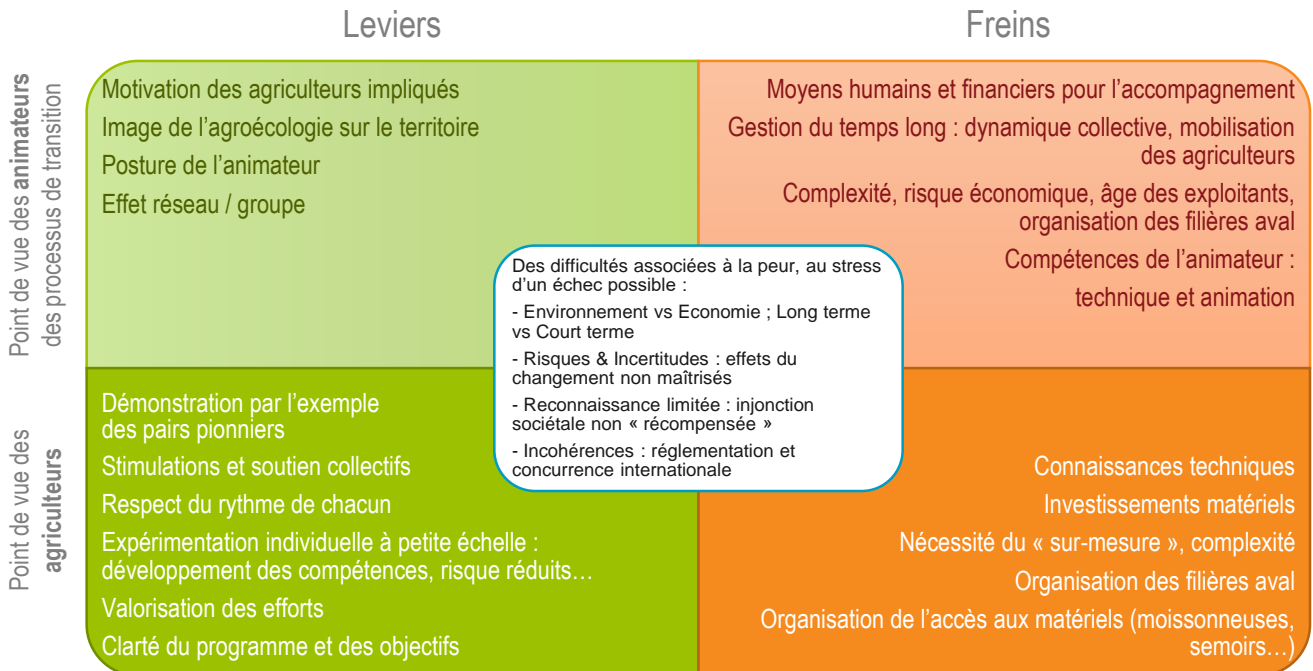 Leviers
Freins
Point de vue des animateurs
des processus de transition
Motivation des agriculteurs impliqués
Image de l'agroécologie sur le territoire
Posture de l'animateur
Effet réseau / groupe
Moyens humains et financiers pour l'accompagnement
Gestion du temps long : dynamique collective, mobilisation
des agriculteurs
Complexité, risque économique, âge des exploitants,
organisation des filières aval
Compétences de l'animateur :
technique et animation
Des difficultés associées à la peur, au stress
d'un échec possible :
- Environnement vs Economie ; Long terme
vs Court terme
- Risques & Incertitudes : effets du
changement non maîtrisés
- Reconnaissance limitée : injonction
sociétale non « récompensée »
- Incohérences : réglementation et
concurrence internationale
Point de vue des
agriculteurs
Démonstration par l'exemple
des pairs pionniers
Stimulations et soutien collectifs
Respect du rythme de chacun
Expérimentation individuelle à petite échelle :
développement des compétences, risque réduits…
Valorisation des efforts
Clarté du programme et des objectifs
Connaissances techniques
Investissements matériels
Nécessité du « sur-mesure », complexité
Organisation des filières aval
Organisation de l'accès aux matériels (moissonneuses,
semoirs…)